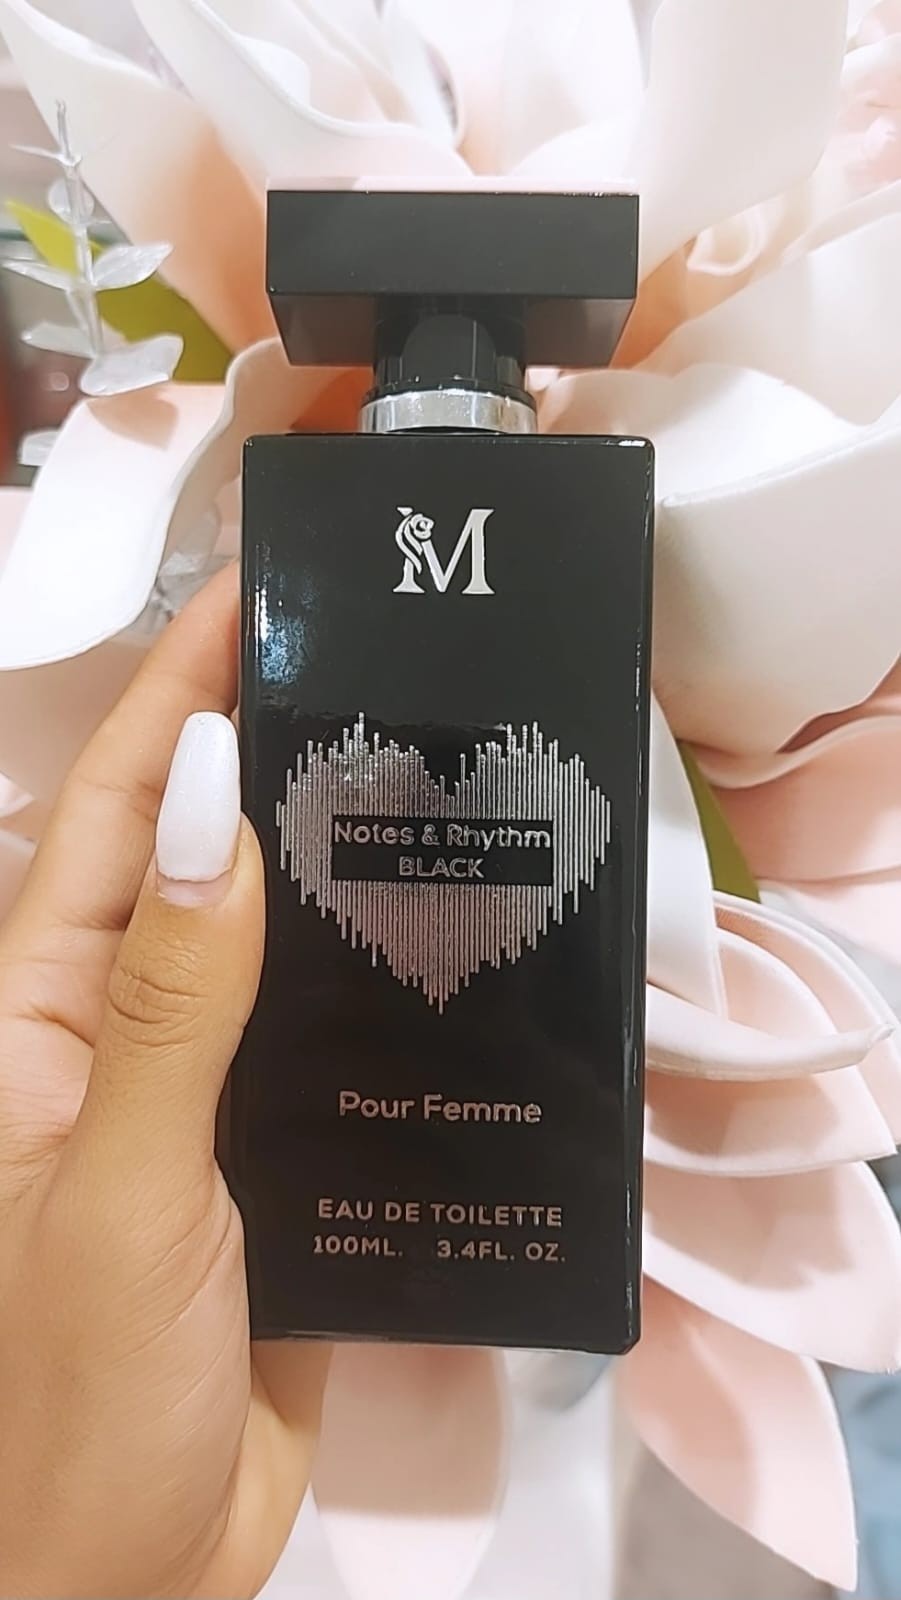 M
Notes & Rhythm
BLACK
Pour Femme
EAU DE TOILETTE
100ML. 3.4FL. OZ.